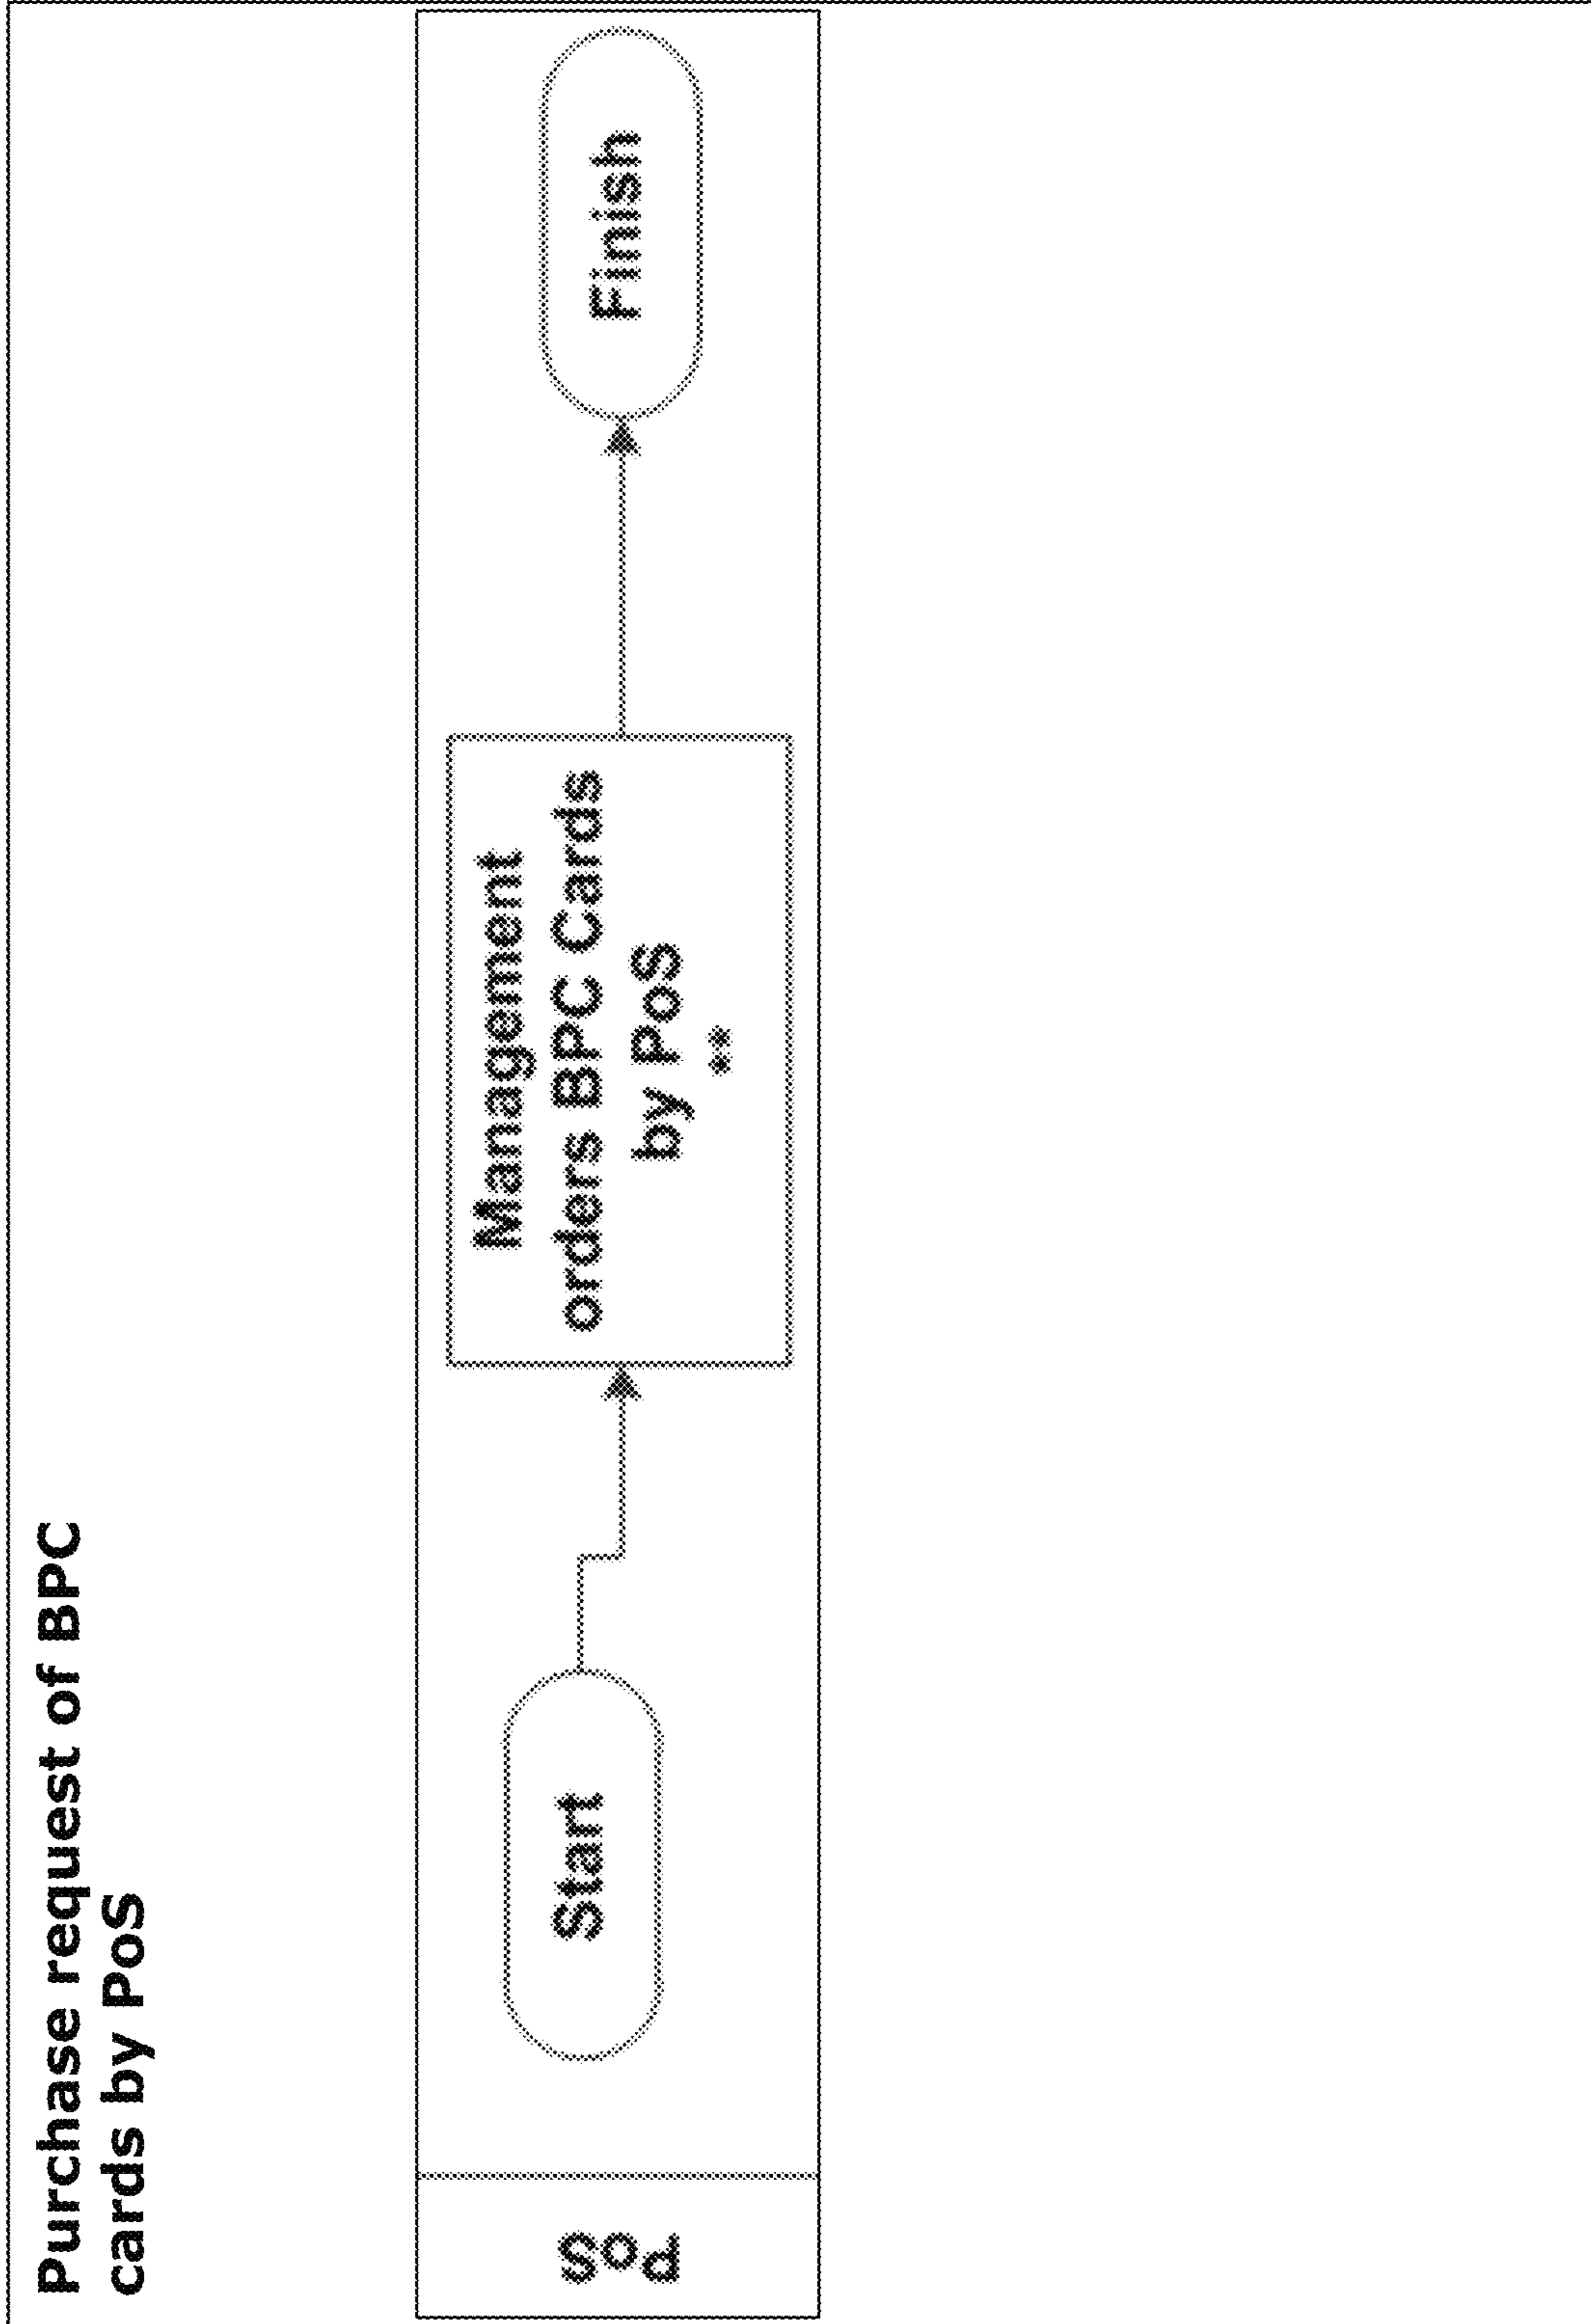 Purchase request of BPC
cards by PoS
PoS
Start
Management
orders BPC Cards
by PoS
**
Finish